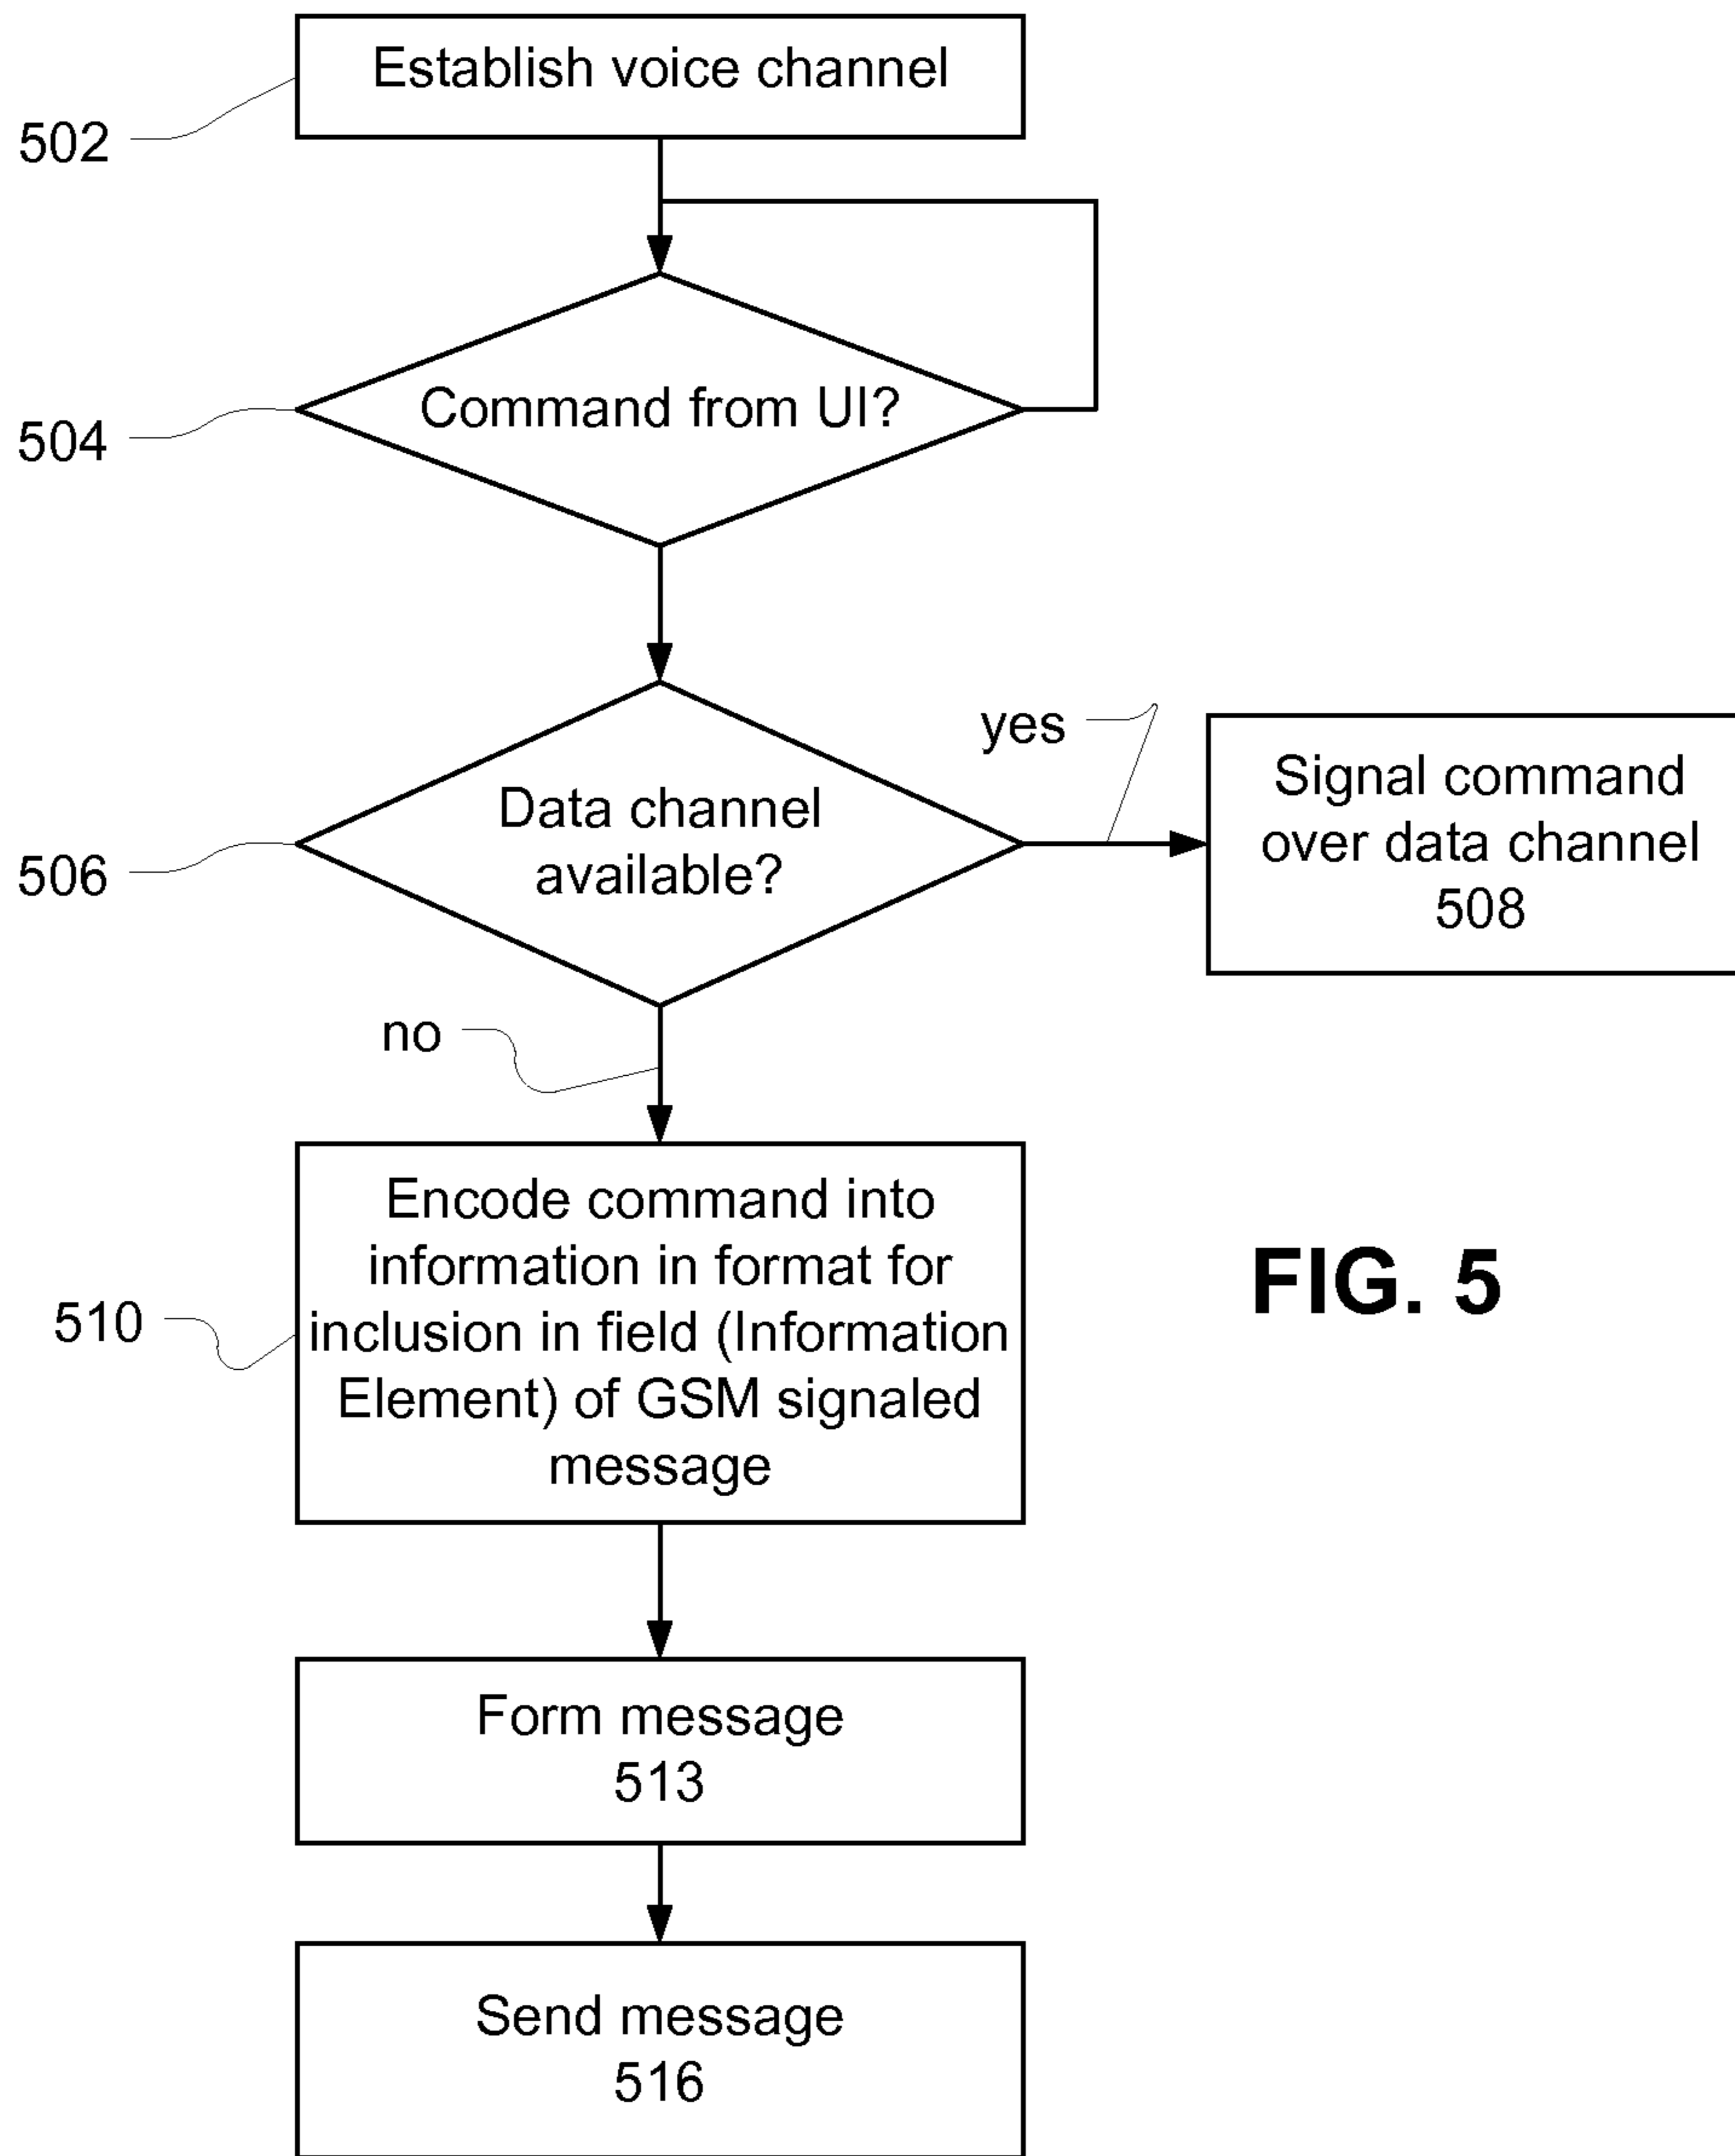 Establish voice channel
502
Command from UI?
504
Data channel
available?
506
yes
Signal command
over data channel
508
no
Encode command into
information in format for
inclusion in field (Information
Element) of GSM signaled
message
510
FIG. 5
Form message
513
Send message
516